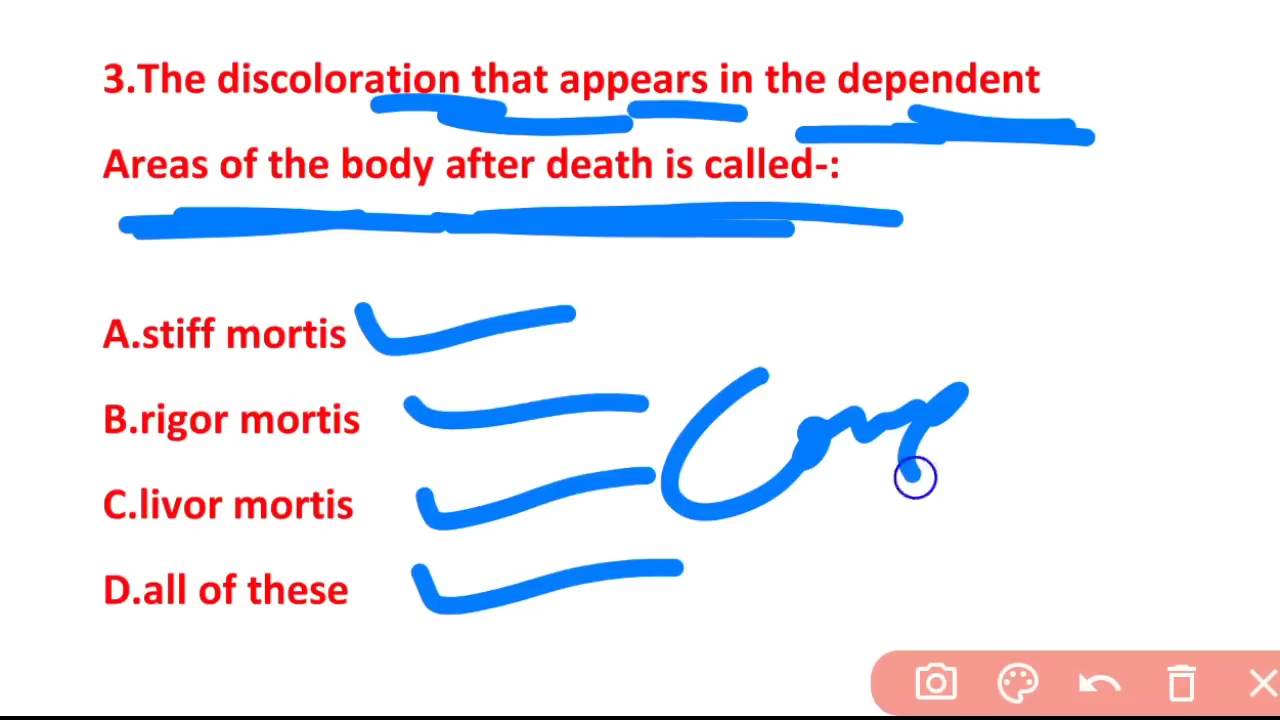 3.The discoloration that appears in the dependent
Areas of the body after death is called-:
A.stiff mortis
B.rigor mortis
C.livor mortis
D.all of these